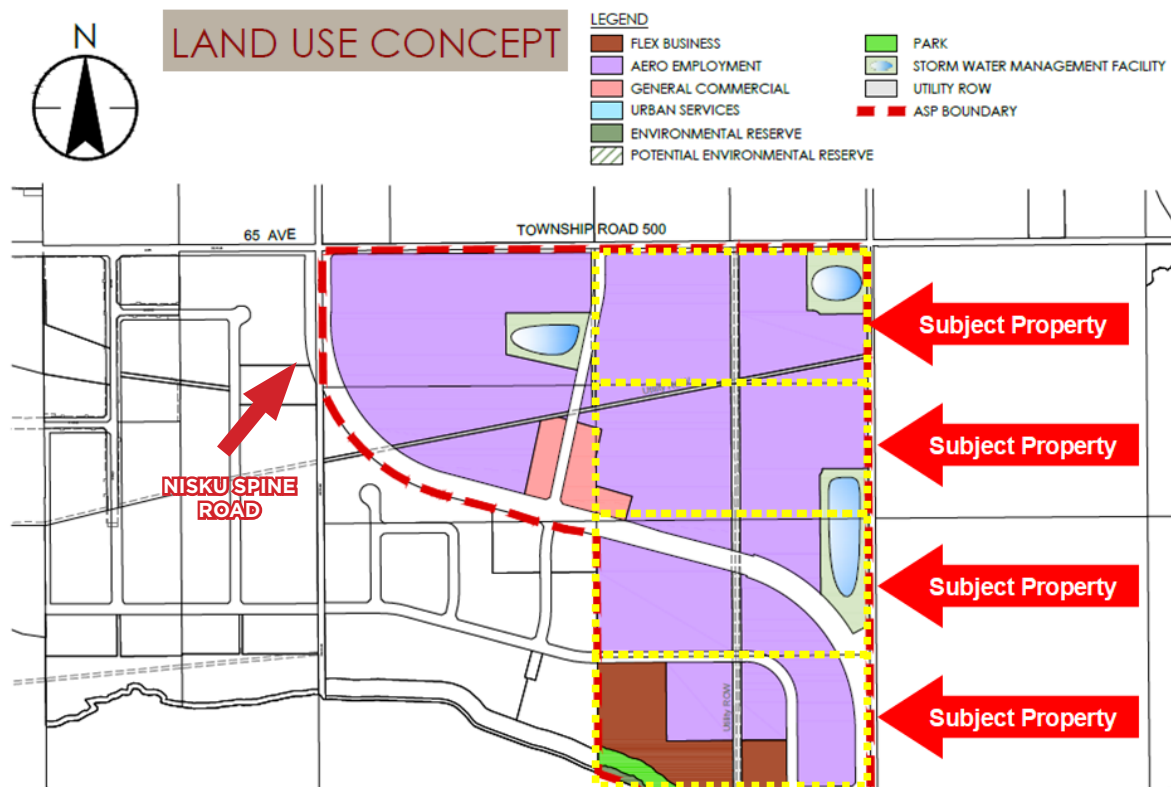 N
LAND USE CONCEPT
LEGEND
FLEX BUSINESS
AERO EMPLOYMENT
GENERAL COMMERCIAL
URBAN SERVICES
ENVIRONMENTAL RESERVE
POTENTIAL ENVIRONMENTAL RESERVE
PARK
STORM WATER MANAGEMENT FACILITY
UTILITY ROW
ASP BOUNDARY
65 AVE
TOWNSHIP ROAD 500
Subject Property
Subject Property
NISKU SPINE
ROAD
Subject Property
Subject Property
Utility ROW